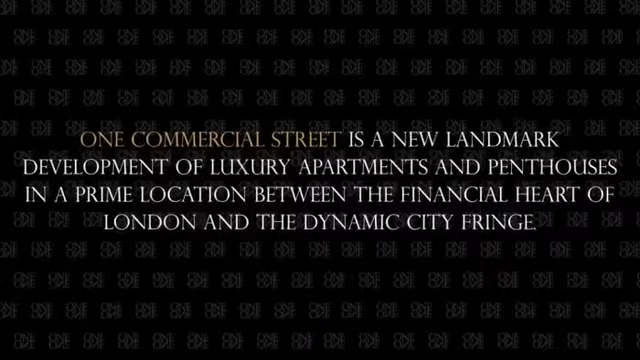 ONE COMMERCIAL STREET IS A NEW LANDMARK
DEVELOPMENT OF LUXURY APARTMENTS AND PENTHOUSES
IN A PRIME LOCATION BETWEEN THE FINANCIAL HEART OF
LONDON AND THE DYNAMIC CITY FRINGE.